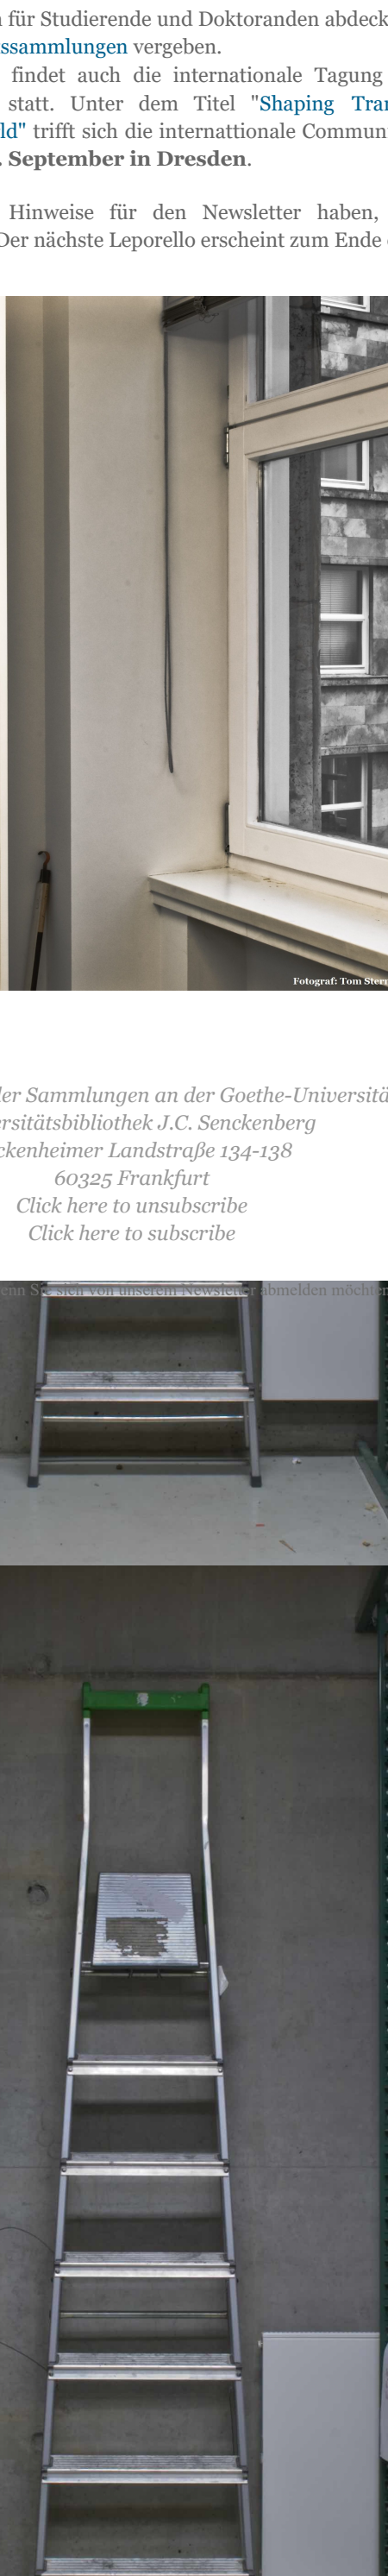 für Studierende und Doktoranden abdeck
ssammlungen vergeben.
findet auch die internationale Tagung
statt. Unter dem Titel "Shaping Tra
ld" trifft sich die internattionale Commun
. September in Dresden.
Hinweise für den Newsletter haben,
Der nächste Leporello erscheint zum Ende
Fotograf: Tom Ster
der Sammlungen an der Goethe-Universitä
ersitätsbibliothek J.C. Senckenberg
ckenheimer Landstraße 134-138
60325 Frankfurt
Click here to unsubscribe
Click here to subscribe
enn Sie sich von unserem Newsletter abmelden möchten